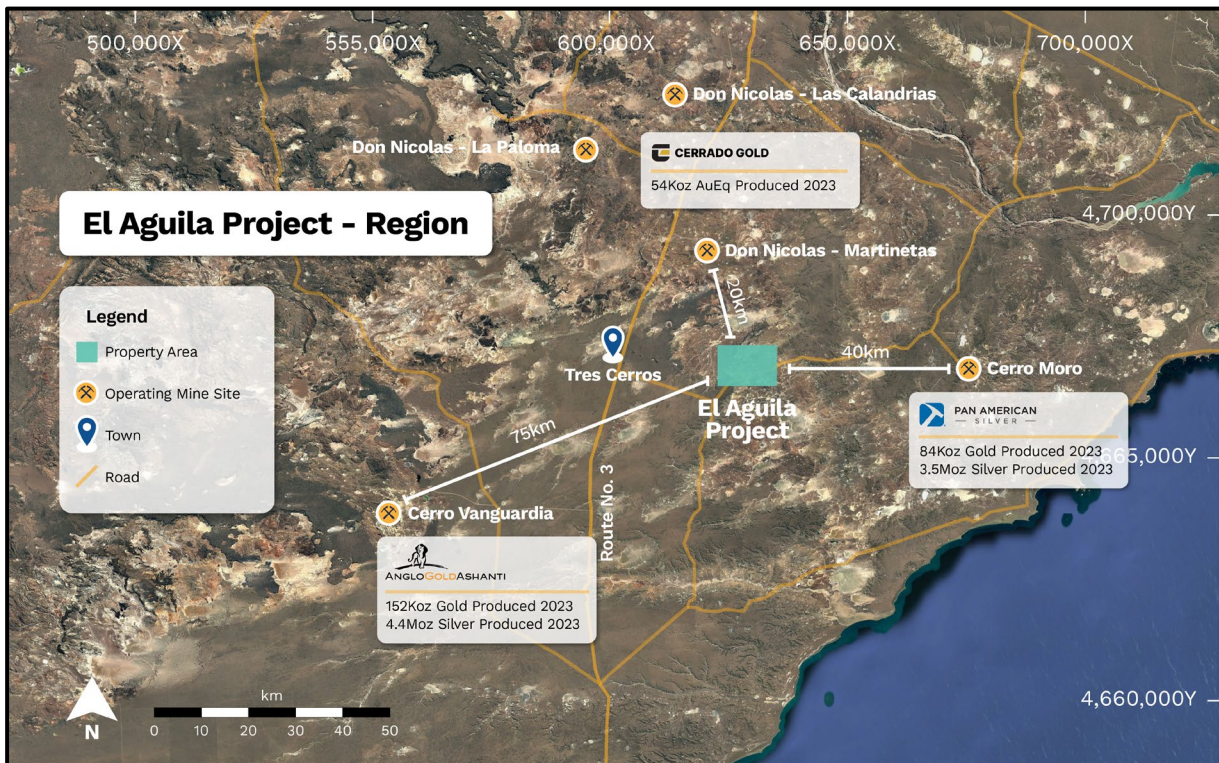 500,000X
555,000X
600,000X
650,000X
700,000X
Don Nicolas - Las Calandrias
Don Nicolas - La Paloma
CERRADO GOLD
54Koz AuEq Produced 2023
El Aguila Project - Region
4,700,000Y
Don Nicolas - Martinetas
20km
Legend
Property Area
Operating Mine Site
Town
Road
Tres Cerros
40km
Cerro Moro
El Aguila
Project
75km
PAN AMERICAN
SILVER
84Koz Gold Produced 2023
3.5Moz Silver Produced 2023
4,665,000Y
Route No. 3
Cerro Vanguardia
ANGLOGOLDASHANTI
152Koz Gold Produced 2023
4.4Moz Silver Produced 2023
N
km
0 10 20 30 40 50
4,660,000Y